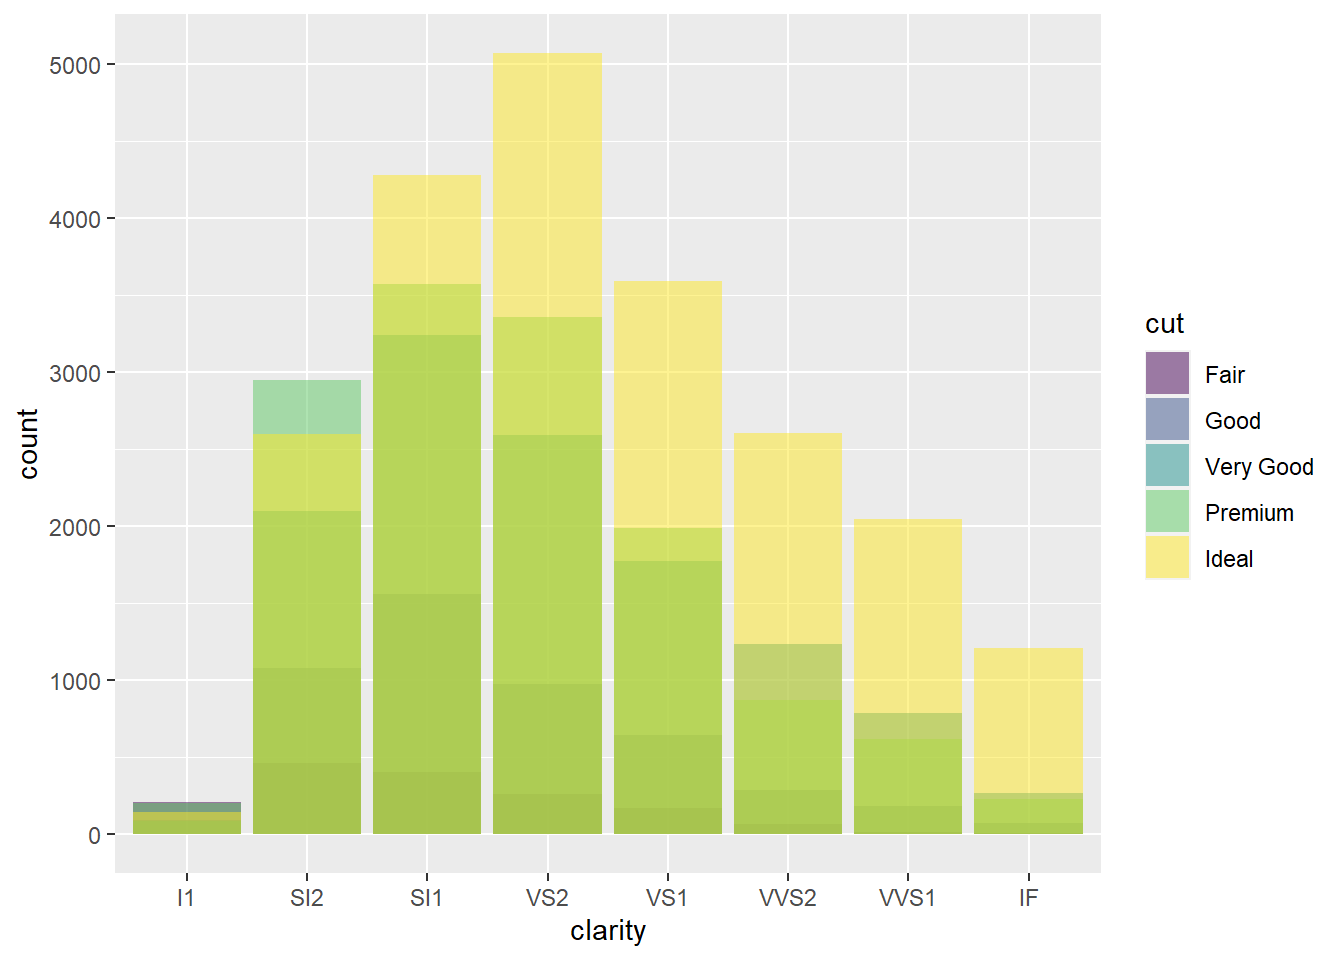 5000
4000
3000
2000
1000
0
count
I1 SI2 SI1 VS2 VS1 VVS2 VVS1 IF
clarity
cut
Fair
Good
Very Good
Premium
Ideal